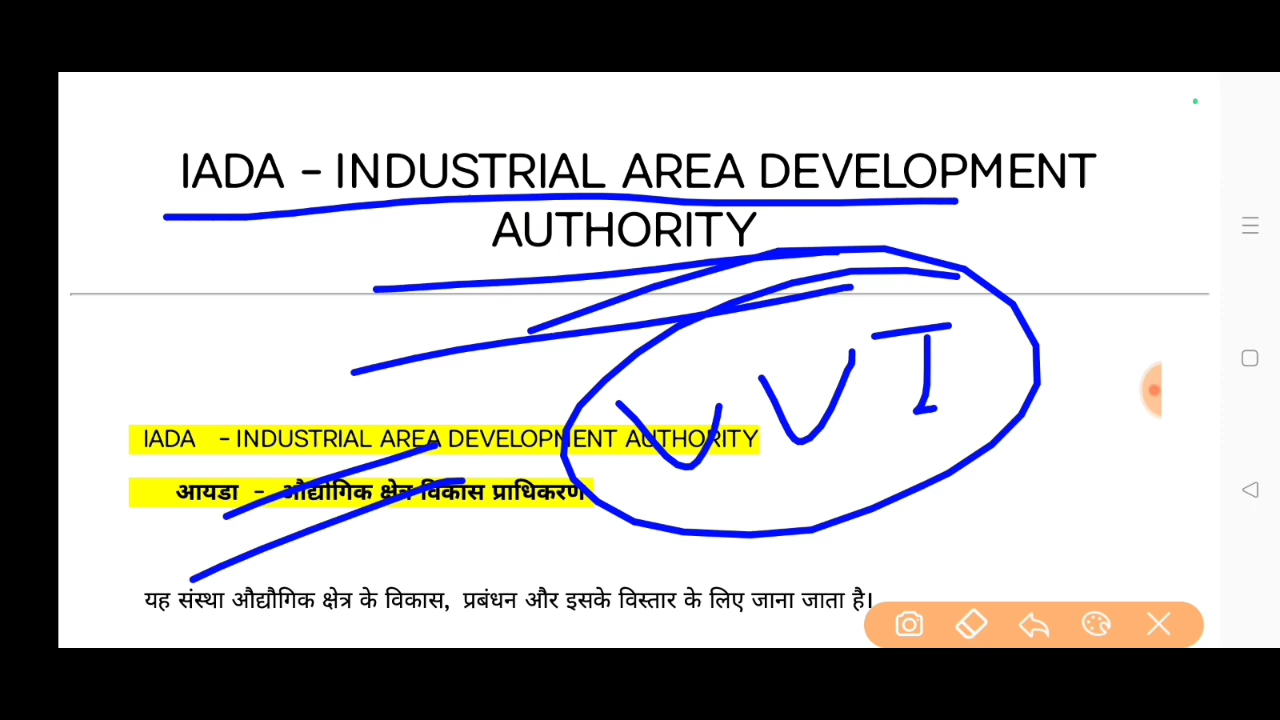 IADA - INDUSTRIAL AREA DEVELOPMENT
AUTHORITY
VVI
IADA - INDUSTRIAL AREA DEVELOPMENT AUTHORITY
आयडा - औद्योगिक क्षेत्र विकास प्राधिकरण
यह संस्था औद्यौगिक क्षेत्र के विकास, प्रबंधन और इसके विस्तार के लिए जाना जाता है।